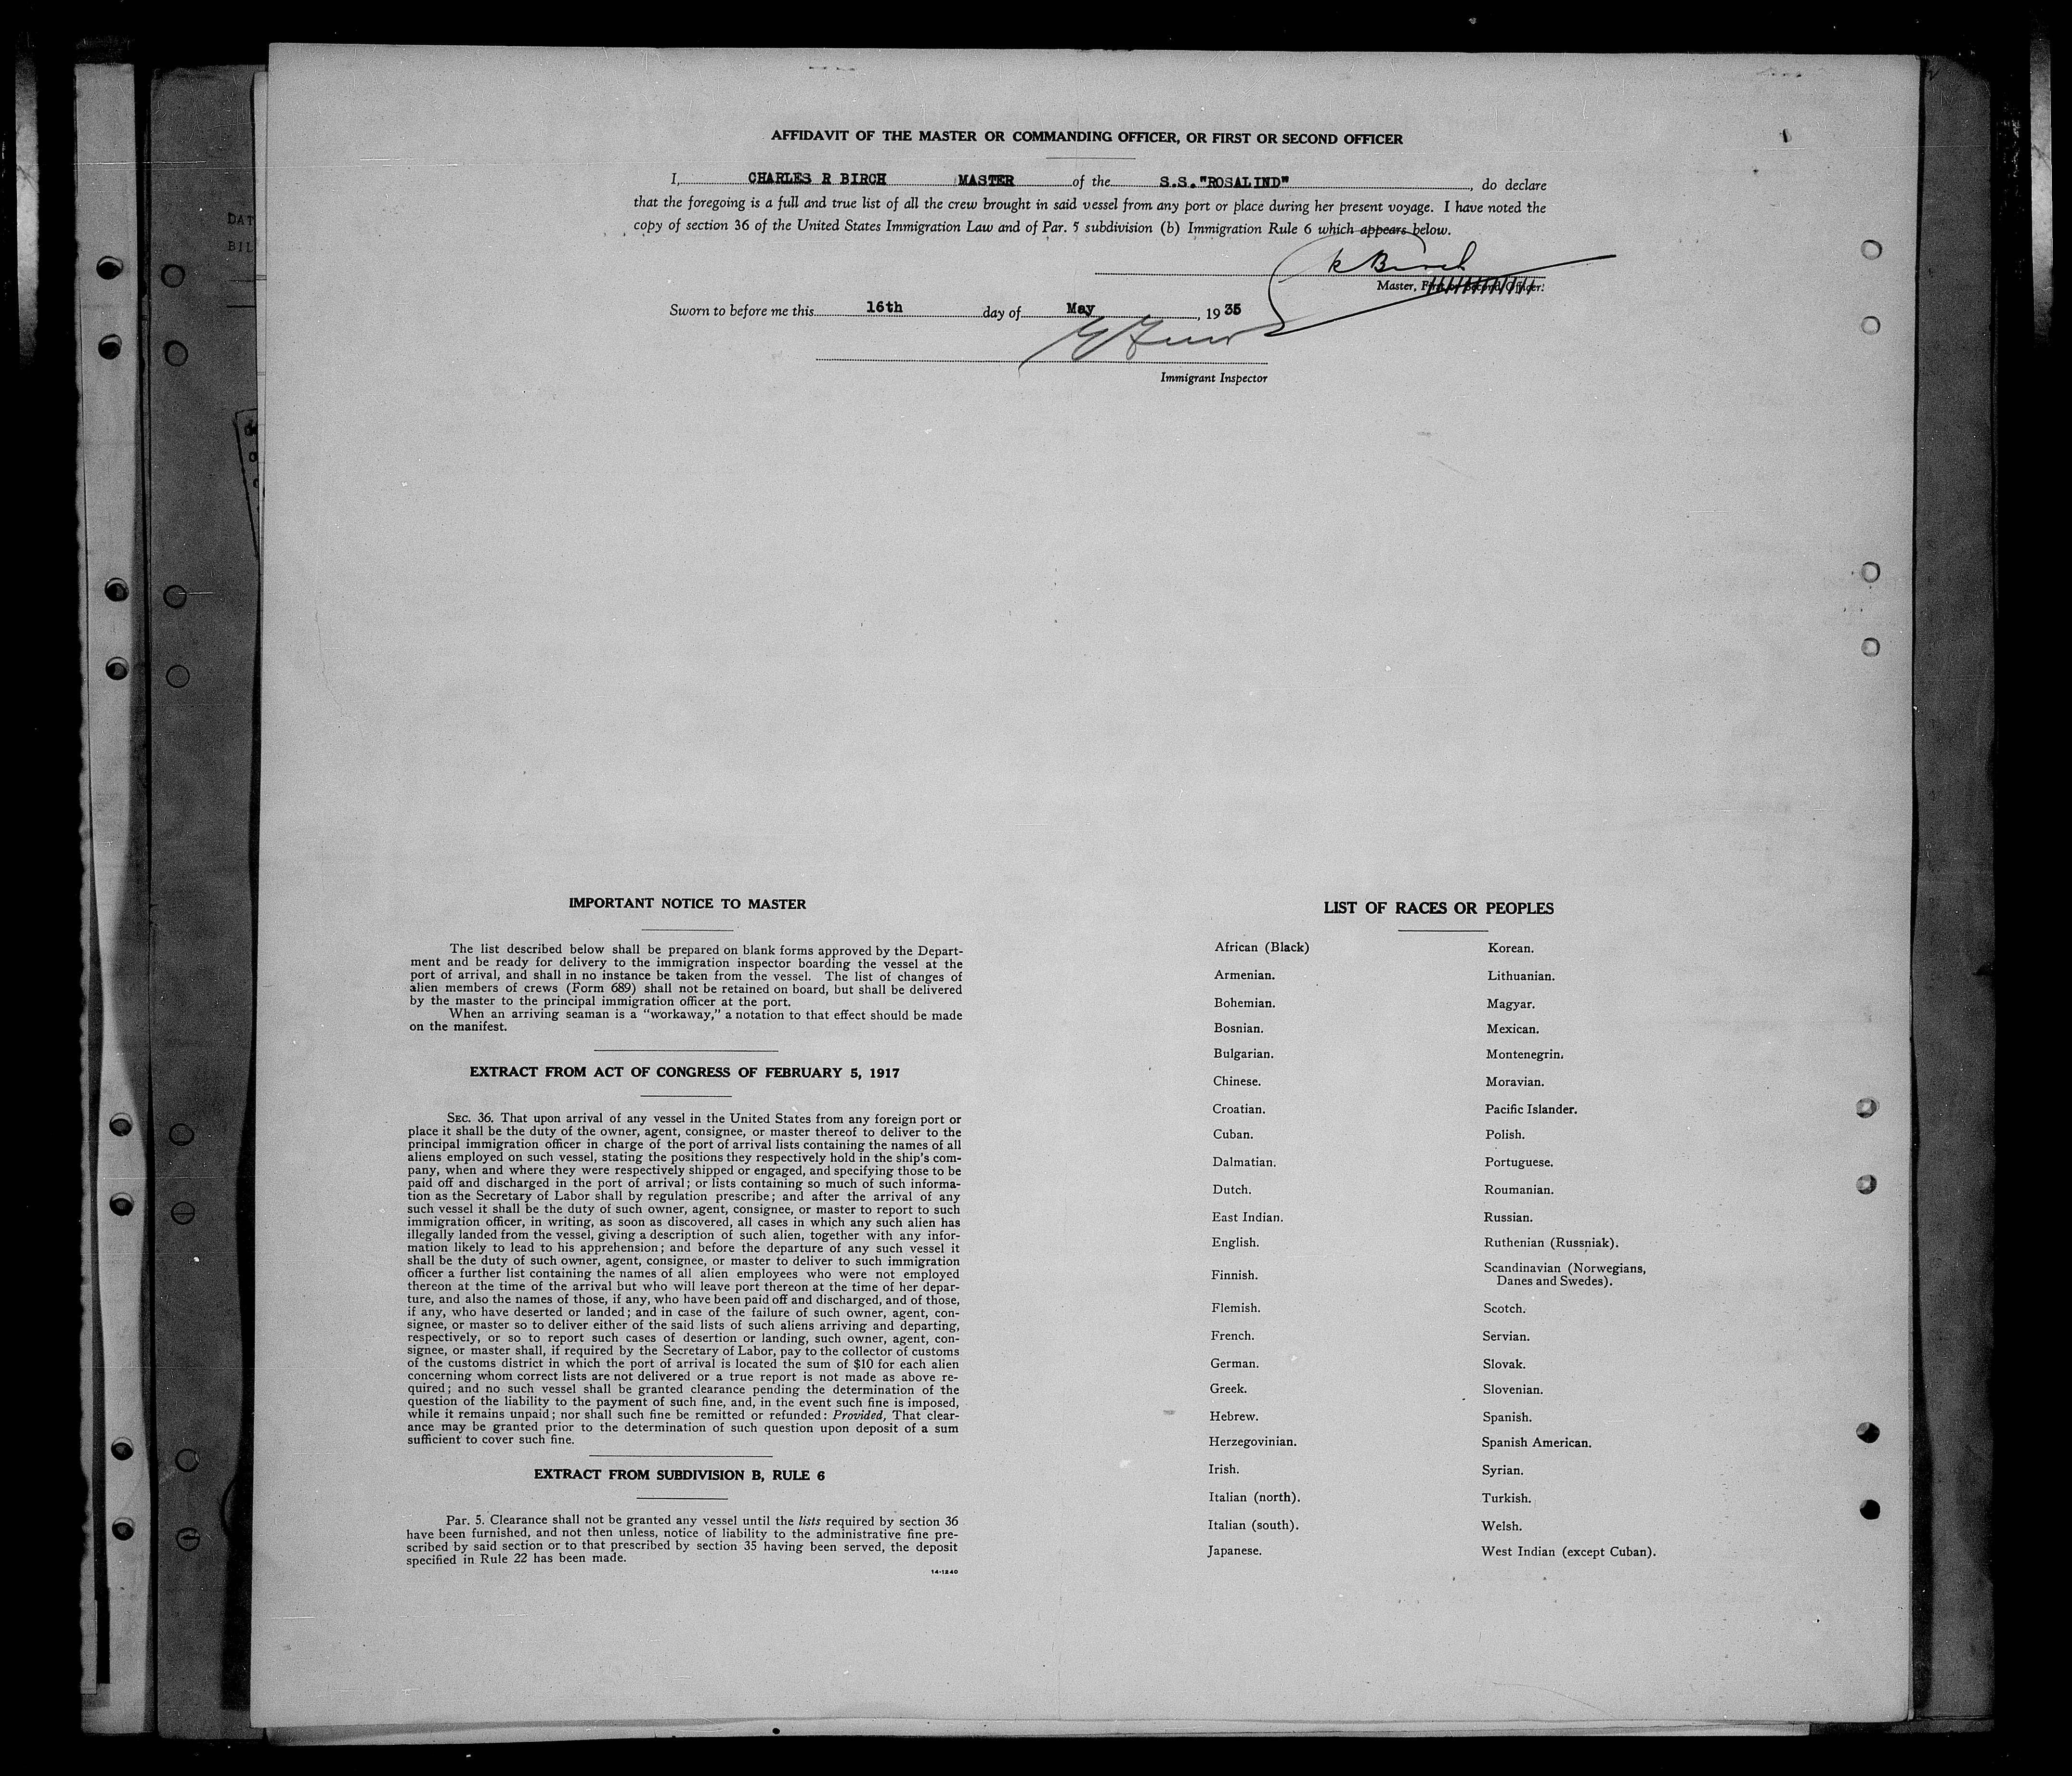 AFFIDAVIT OF THE MASTER OR COMMANDING OFFICER, OR FIRST OR SECOND OFFICER
I, CHARLES R BIRCH MASTER of the S.S."ROSALIND", do declare
that the foregoing is a full and true list of all the crew brought in said vessel from any port or place during her present voyage. I have noted the
copy of section 36 of the United States Immigration Law and of Par. 5 subdivision (b) Immigration Rule 6 which appears below.
R Birch
Master, First or Second Officer.
Sworn to before me this 16th day of May, 1935
Immigrant Inspector
DAT
BIL
IMPORTANT NOTICE TO MASTER
The list described below shall be prepared on blank forms approved by the Depart-
ment and be ready for delivery to the immigration inspector boarding the vessel at the
port of arrival, and shall in no instance be taken from the vessel. The list of changes of
alien members of crews (Form 689) shall not be retained on board, but shall be delivered
by the master to the principal immigration officer at the port.
When an arriving seaman is a "workaway," a notation to that effect should be made
on the manifest.
EXTRACT FROM ACT OF CONGRESS OF FEBRUARY 5, 1917
SEC. 36. That upon arrival of any vessel in the United States from any foreign port or
place it shall be the duty of the owner, agent, consignee, or master thereof to deliver to the
principal immigration officer in charge of the port of arrival lists containing the names of all
aliens employed on such vessel, stating the positions they respectively hold in the ship's com-
pany, when and where they were respectively shipped or engaged, and specifying those to be
paid off and discharged in the port of arrival; or lists containing so much of such informa-
tion as the Secretary of Labor shall by regulation prescribe; and after the arrival of any
such vessel it shall be the duty of such owner, agent, consignee, or master to report to such
immigration officer, in writing, as soon as discovered, all cases in which any such alien has
illegally landed from the vessel, giving a description of such alien, together with any infor-
mation likely to lead to his apprehension; and before the departure of any such vessel it
shall be the duty of such owner, agent, consignee, or master to deliver to such immigration
officer a further list containing the names of all alien employees who were not employed
thereon at the time of the arrival but who will leave port thereon at the time of her depar-
ture, and also the names of those, if any, who have been paid off and discharged, and of those,
if any, who have deserted or landed; and in case of the failure of such owner, agent, con-
signee, or master so to deliver either of the said lists of such aliens arriving and departing,
respectively, or so to report such cases of desertion or landing, such owner, agent, con-
signee, or master shall, if required by the Secretary of Labor, pay to the collector of customs
of the customs district in which the port of arrival is located the sum of $10 for each alien
concerning whom correct lists are not delivered or a true report is not made as above re-
quired; and no such vessel shall be granted clearance pending the determination of the
question of the liability to the payment of such fine, and, in the event such fine is imposed,
while it remains unpaid; nor shall such fine be remitted or refunded: Provided, That clear-
ance may be granted prior to the determination of such question upon deposit of a sum
sufficient to cover such fine.
EXTRACT FROM SUBDIVISION B, RULE 6
Par. 5. Clearance shall not be granted any vessel until the lists required by section 36
have been furnished, and not then unless, notice of liability to the administrative fine pre-
scribed by said section or to that prescribed by section 35 having been served, the deposit
specified in Rule 22 has been made.
14-1240
LIST OF RACES OR PEOPLES
African (Black)
Armenian.
Bohemian.
Bosnian.
Bulgarian.
Chinese.
Croatian.
Cuban.
Dalmatian.
Dutch.
East Indian.
English.
Finnish.
Flemish.
French.
German.
Greek.
Hebrew.
Herzegovinian.
Irish.
Italian (north).
Italian (south).
Japanese.
Korean.
Lithuanian.
Magyar.
Mexican.
Montenegrin.
Moravian.
Pacific Islander.
Polish.
Portuguese.
Roumanian.
Russian.
Ruthenian (Russniak).
Scandinavian (Norwegians,
Danes and Swedes).
Scotch.
Servian.
Slovak.
Slovenian.
Spanish.
Spanish American.
Syrian.
Turkish.
Welsh.
West Indian (except Cuban).